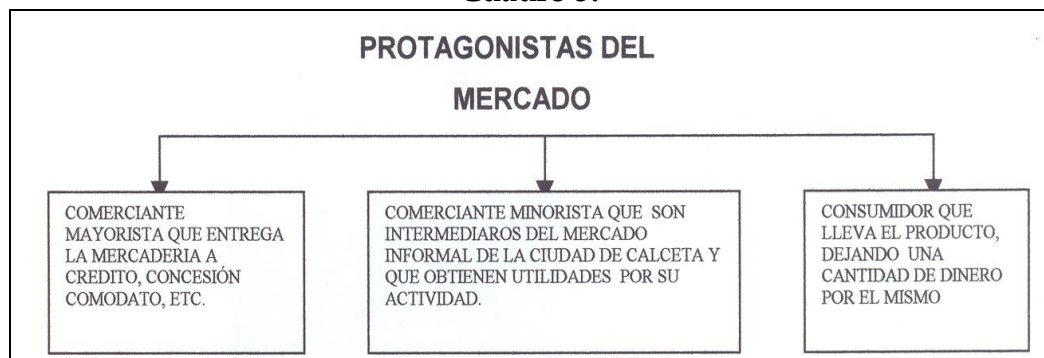 PROTAGONISTAS DEL
MERCADO
COMERCIANTE
MAYORISTA QUE ENTREGA
LA MERCADERIA A
CREDITO, CONCESIÓN
COMODATO, ETC.
COMERCIANTE MINORISTA QUE SON
INTERMEDIAROS DEL MERCADO
INFORMAL DE LA CIUDAD DE CALCETA Y
QUE OBTIENEN UTILIDADES POR SU
ACTIVIDAD.
CONSUMIDOR QUE
LLEVA EL PRODUCTO,
DEJANDO UNA
CANTIDAD DE DINERO
POR EL MISMO